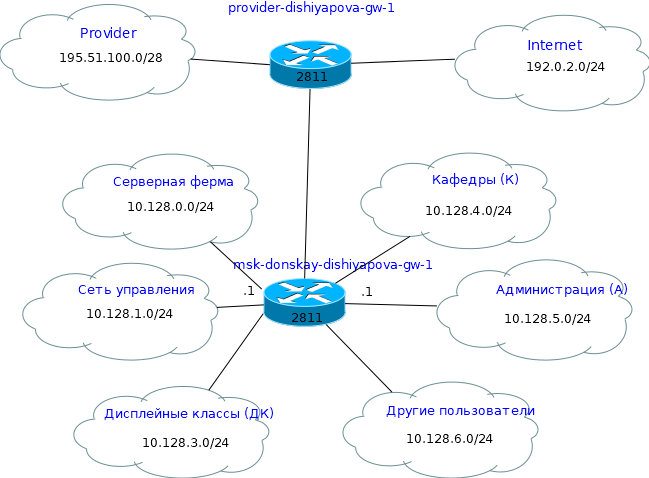 provider-dishiyapova-gw-1
Provider
195.51.100.0/28
2811
Internet
192.0.2.0/24
Серверная ферма
10.128.0.0/24
Кафедры (К)
10.128.4.0/24
msk-donskay-dishiyapova-gw-1
Сеть управления
10.128.1.0/24
.1
.1
2811
Администрация (А)
10.128.5.0/24
Дисплейные классы (ДК)
10.128.3.0/24
Другие пользователи
10.128.6.0/24